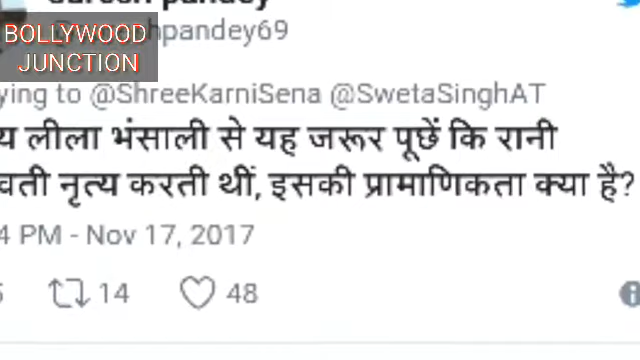 BOLLYWOOD
JUNCTION
pandey
hpandey69
ying to @ShreeKarniSena @SwetaSinghAT
य लीला भंसाली से यह जरूर पूछें कि रानी
वती नृत्य करती थीं, इसकी प्रामाणिकता क्या है?
4 PM - Nov 17, 2017
14 48